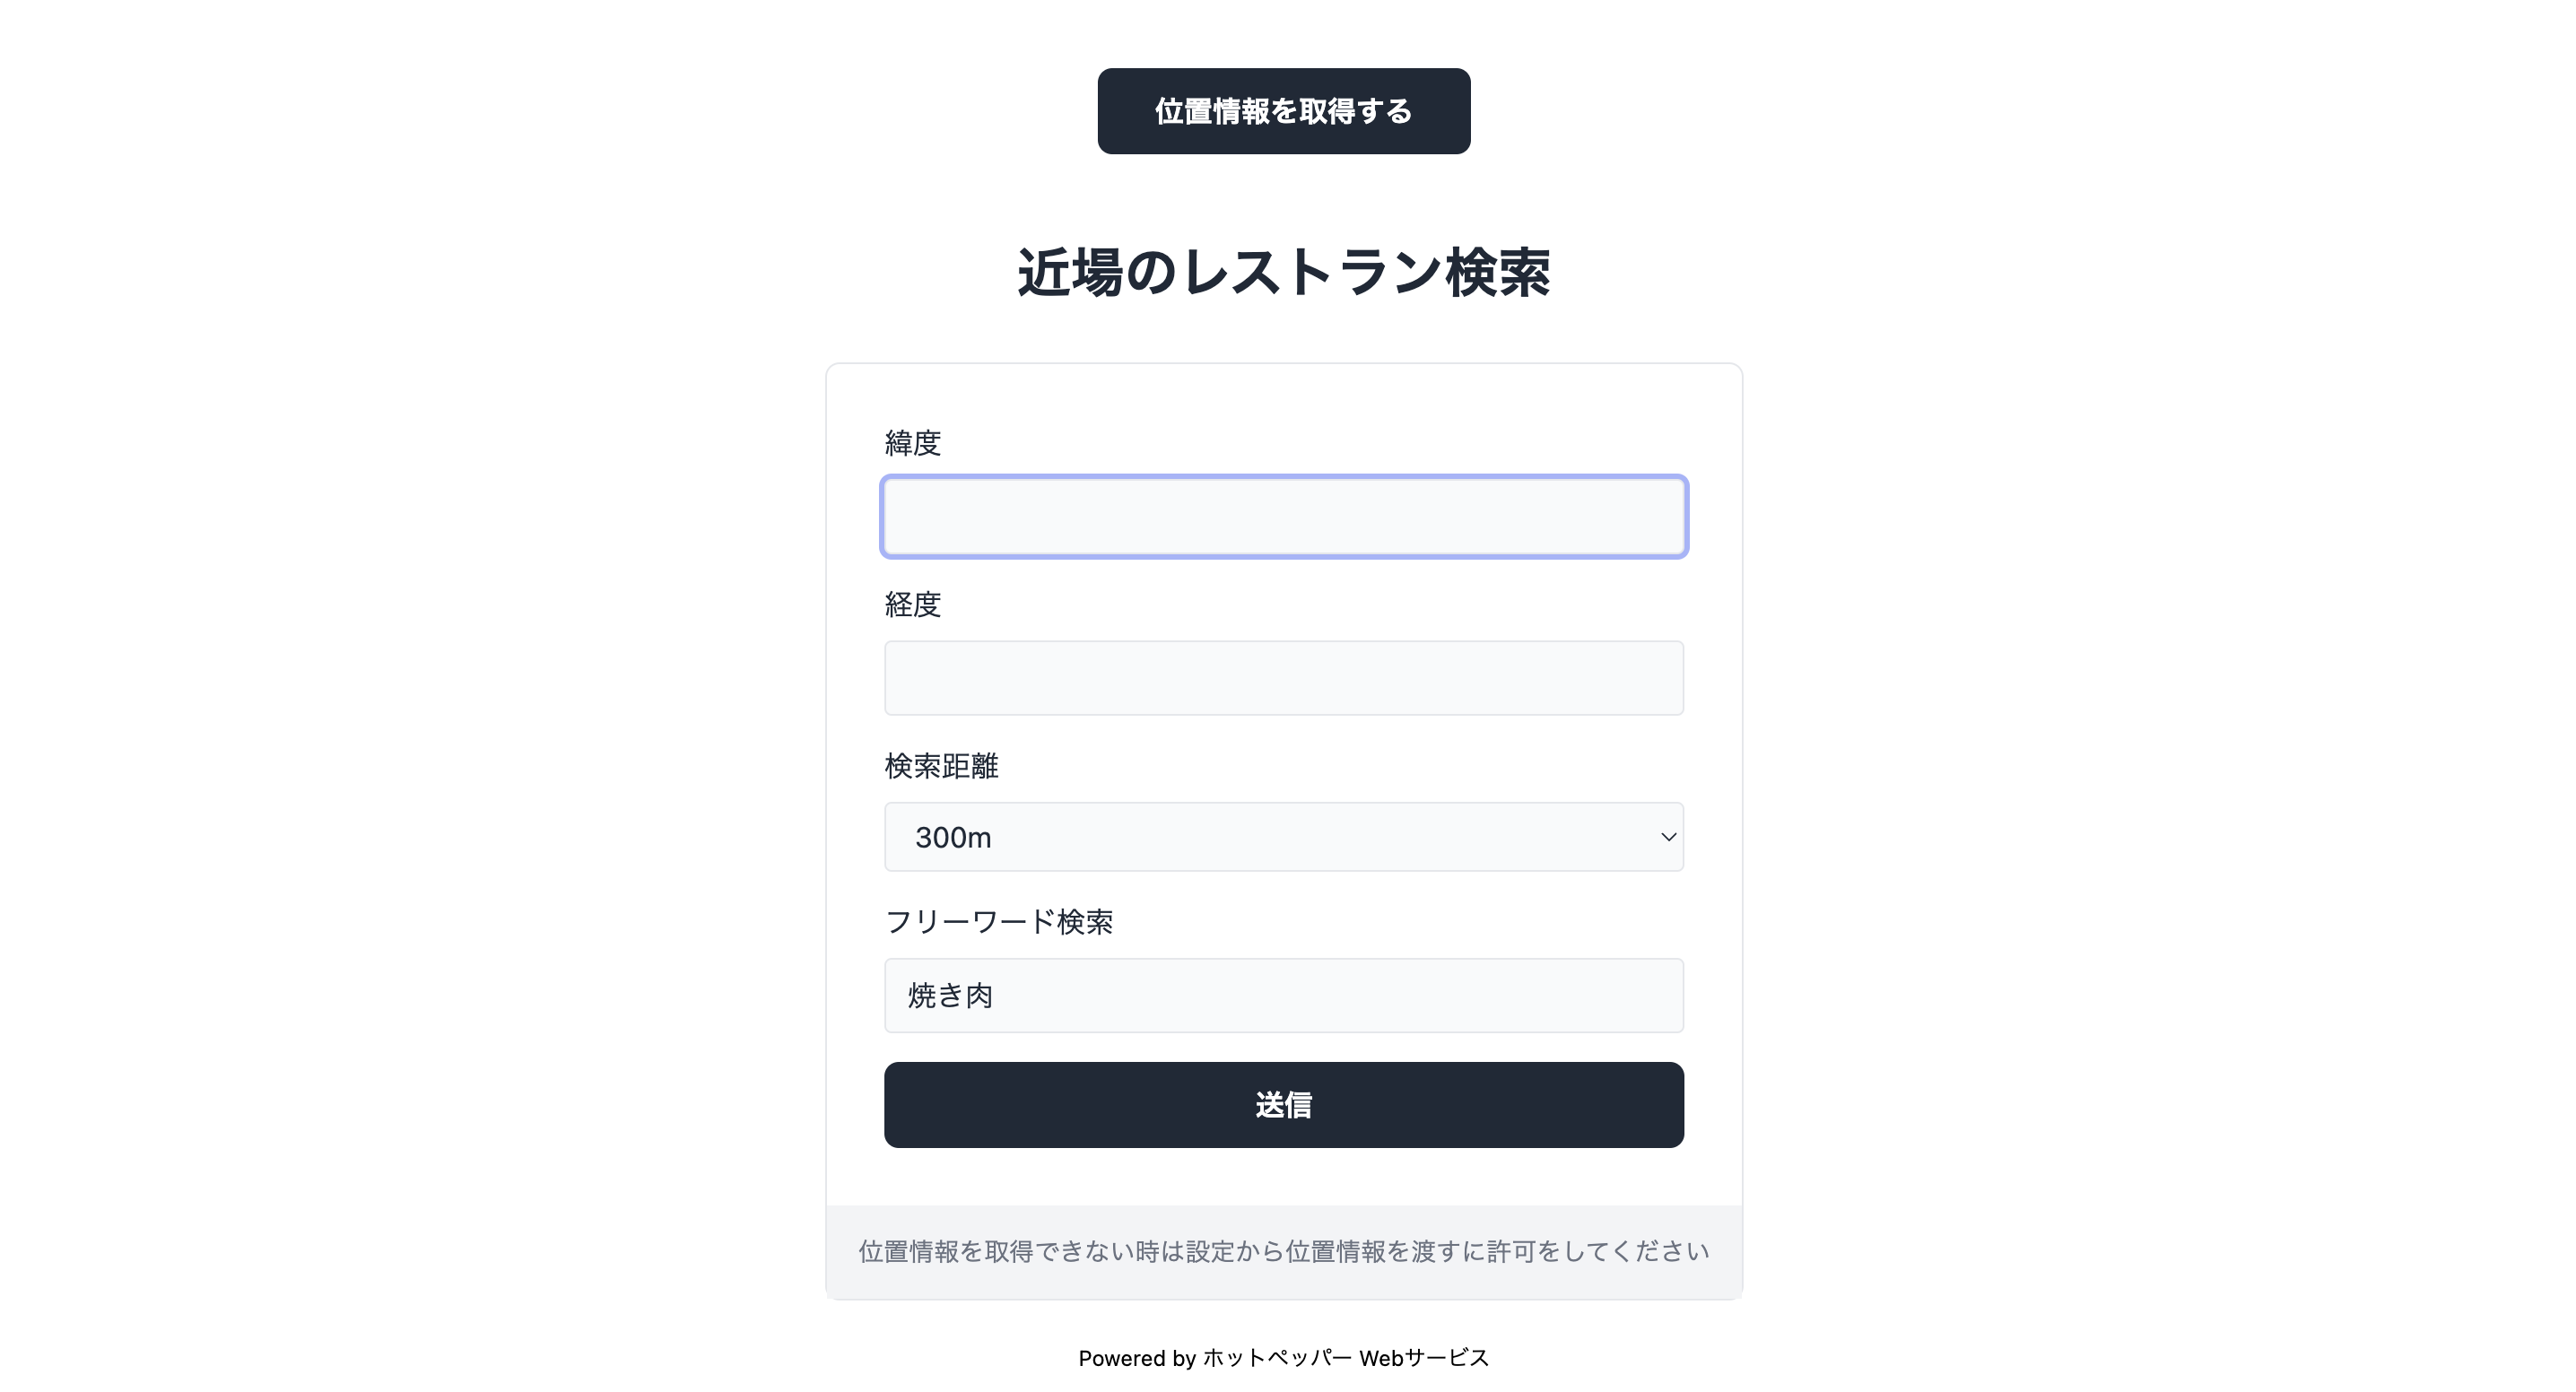 位置情報を取得する
近場のレストラン検索
緯度
経度
検索距離
300m
フリーワード検索
焼き肉
送信
位置情報を取得できない時は設定から位置情報を渡すに許可をしてください
Powered by ホットペッパー Webサービス